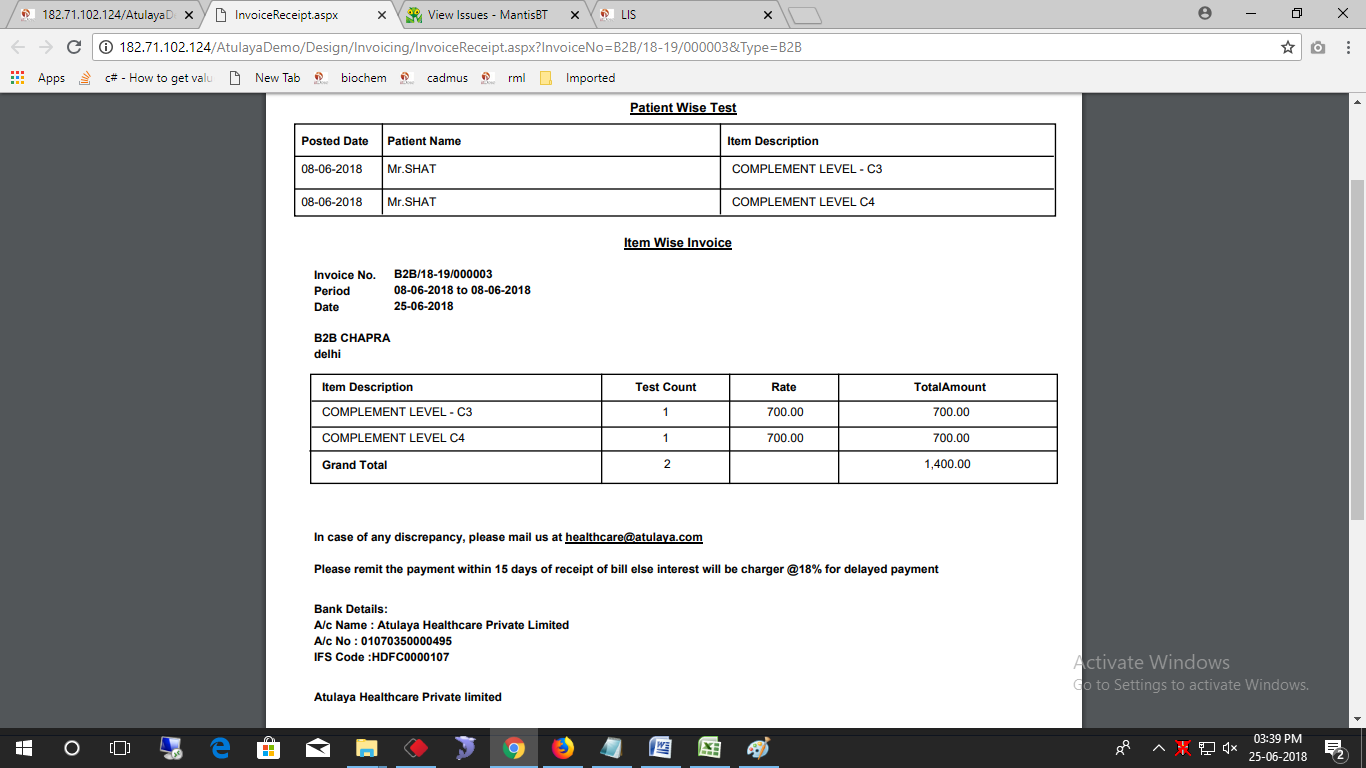 182.71.102.124/AtulayaD
InvoiceReceipt.aspx
View Issues - MantisBT
LIS
182.71.102.124/AtulayaDemo/Design/Invoicing/InvoiceReceipt.aspx?InvoiceNo=B2B/18-19/000003&Type=B2B
Apps c# - How to get valu New Tab biochem cadmus rml Imported
Patient Wise Test
Posted Date Patient Name Item Description
08-06-2018 Mr.SHAT COMPLEMENT LEVEL - C3
08-06-2018 Mr.SHAT COMPLEMENT LEVEL C4
Item Wise Invoice
Invoice No. B2B/18-19/000003
Period 08-06-2018 to 08-06-2018
Date 25-06-2018
B2B CHAPRA
delhi
Item Description Test Count Rate TotalAmount
COMPLEMENT LEVEL - C3 1 700.00 700.00
COMPLEMENT LEVEL C4 1 700.00 700.00
Grand Total 2 1,400.00
In case of any discrepancy, please mail us at healthcare@atulaya.com
Please remit the payment within 15 days of receipt of bill else interest will be charger @18% for delayed payment
Bank Details:
A/c Name : Atulaya Healthcare Private Limited
A/c No : 01070350000495
IFS Code :HDFC0000107
Atulaya Healthcare Private limited
Activate Windows
Go to Settings to activate Windows.
03:39 PM
25-06-2018
2